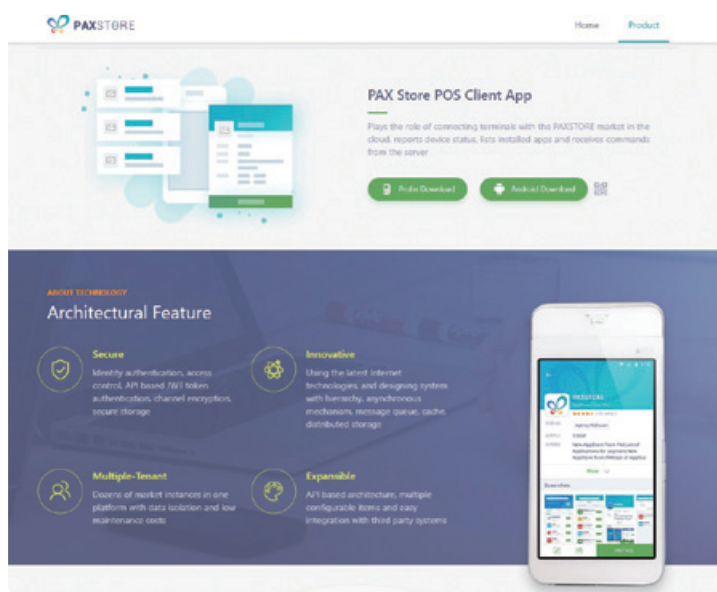 PAXSTORE
Home
Product
PAX Store POS Client App
Plays the role of connecting terminals with the PAXSTORE market in the
cloud, reports device status, lists installed apps and receives commands
from the server
Prolin Download
Android Download
ABOUT TECHNOLOGY
Architectural Feature
Secure
Identity authentication, access
control, API based JWT token
authentication, channel encryption,
secure storage
Innovative
Using the latest internet
technologies, and designing system
with hierarchy, asynchronous
mechanism, message queue, cache,
distributed storage
Multiple-Tenant
Dozens of market instances in one
platform with data isolation and low
maintenance costs
Expansible
API based architecture, multiple
configurable items and easy
integration with third party systems
PAXSTORE
More